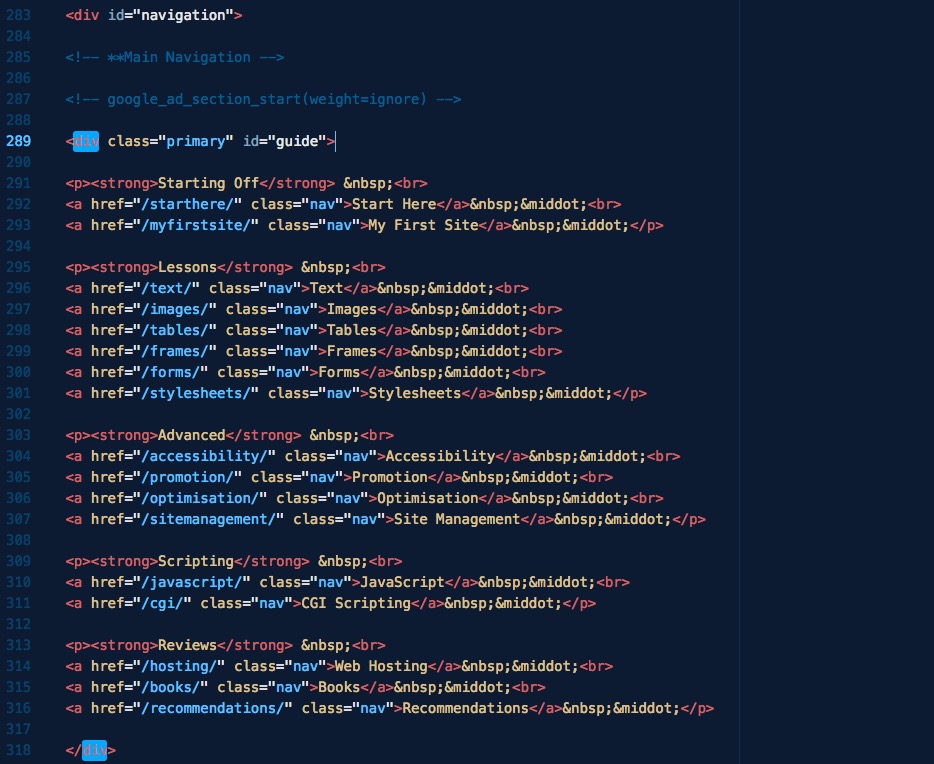 283 <div id="navigation">
284
285 <!-- **Main Navigation -->
286
287 <!-- google_ad_section_start(weight=ignore) -->
288
289 <div class="primary" id="guide">
290
291 <p><strong>Starting Off</strong> &nbsp;<br>
292 <a href="/starthere/" class="nav">Start Here</a>&nbsp;&middot;<br>
293 <a href="/myfirstsite/" class="nav">My First Site</a>&nbsp;&middot;</p>
294
295 <p><strong>Lessons</strong> &nbsp;<br>
296 <a href="/text/" class="nav">Text</a>&nbsp;&middot;<br>
297 <a href="/images/" class="nav">Images</a>&nbsp;&middot;<br>
298 <a href="/tables/" class="nav">Tables</a>&nbsp;&middot;<br>
299 <a href="/frames/" class="nav">Frames</a>&nbsp;&middot;<br>
300 <a href="/forms/" class="nav">Forms</a>&nbsp;&middot;<br>
301 <a href="/stylesheets/" class="nav">Stylesheets</a>&nbsp;&middot;</p>
302
303 <p><strong>Advanced</strong> &nbsp;<br>
304 <a href="/accessibility/" class="nav">Accessibility</a>&nbsp;&middot;<br>
305 <a href="/promotion/" class="nav">Promotion</a>&nbsp;&middot;<br>
306 <a href="/optimisation/" class="nav">Optimisation</a>&nbsp;&middot;<br>
307 <a href="/sitemanagement/" class="nav">Site Management</a>&nbsp;&middot;</p>
308
309 <p><strong>Scripting</strong> &nbsp;<br>
310 <a href="/javascript/" class="nav">JavaScript</a>&nbsp;&middot;<br>
311 <a href="/cgi/" class="nav">CGI Scripting</a>&nbsp;&middot;</p>
312
313 <p><strong>Reviews</strong> &nbsp;<br>
314 <a href="/hosting/" class="nav">Web Hosting</a>&nbsp;&middot;<br>
315 <a href="/books/" class="nav">Books</a>&nbsp;&middot;<br>
316 <a href="/recommendations/" class="nav">Recommendations</a>&nbsp;&middot;</p>
317
318 </div>